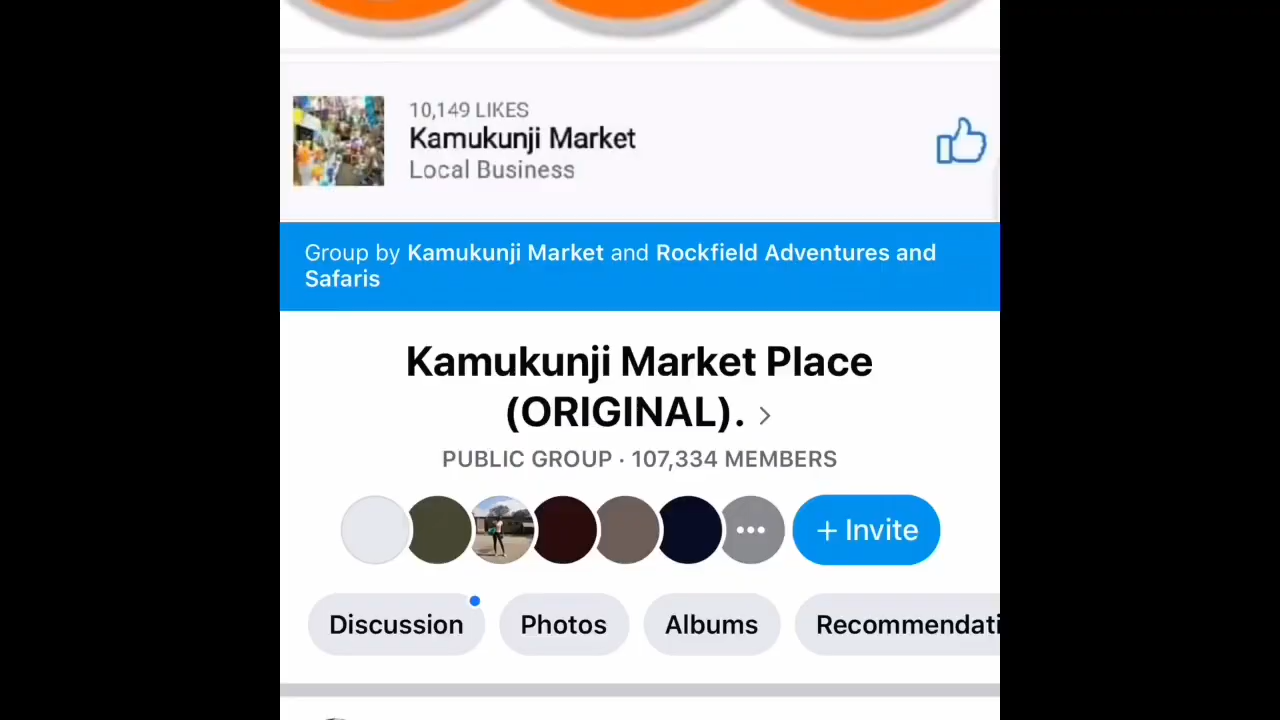 10,149 LIKES
Kamukunji Market
Local Business
Group by Kamukunji Market and Rockfield Adventures and
Safaris
Kamukunji Market Place
(ORIGINAL). >
PUBLIC GROUP · 107,334 MEMBERS
+ Invite
Discussion
Photos
Albums
Recommendati